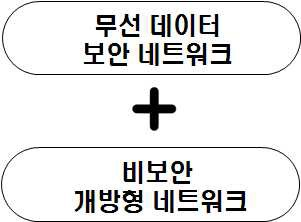 무선 데이터
보안 네트워크
+
비보안
개방형 네트워크